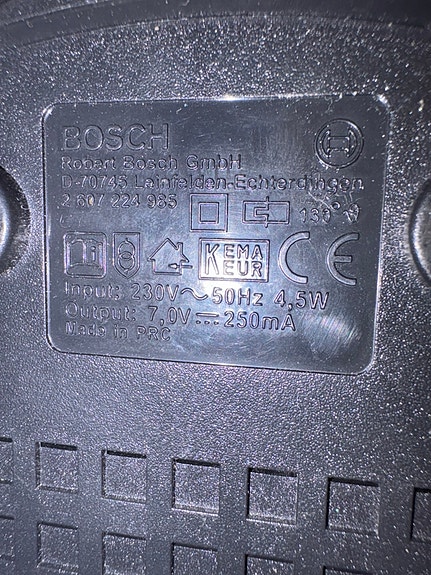 BOSCH
Robert Bosch GmbH
D-70745 Leinfelden-Echterdingen
2 607 224 985
130°
KEMA
KEUR
CE
Input: 230V~ 50Hz 4,5W
Output: 7,0V⎓250mA
Made in PRC